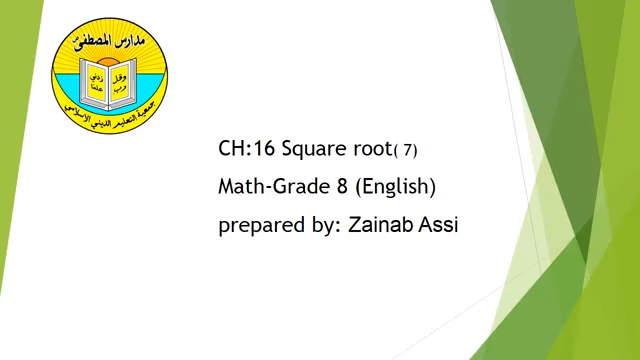 مدارس المصطفى ص
وقل رب
زدني علما
جمعية التعليم الديني الاسلامي
CH:16 Square root( 7)
Math-Grade 8 (English)
prepared by: Zainab Assi